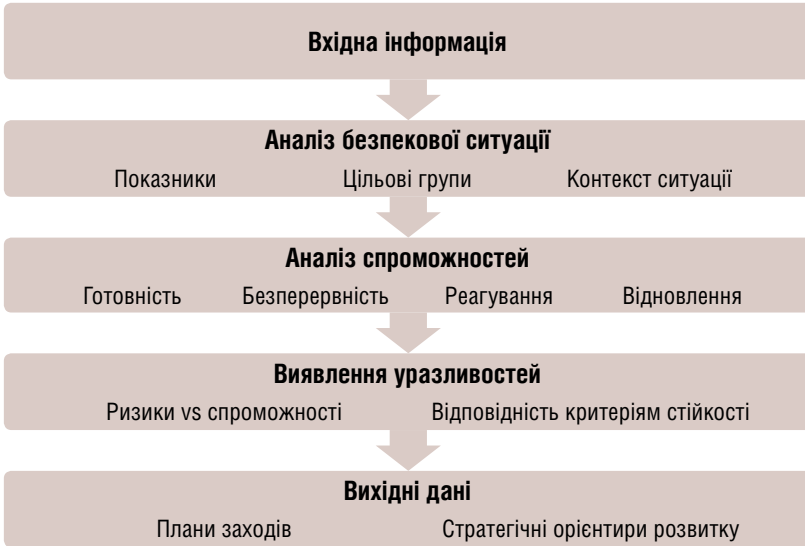 Вхідна інформація
Аналіз безпекової ситуації
Показники Цільові групи Контекст ситуації
Аналіз спроможностей
Готовність Безперервність Реагування Відновлення
Виявлення уразливостей
Ризики vs спроможності Відповідність критеріям стійкості
Вихідні дані
Плани заходів Стратегічні орієнтири розвитку